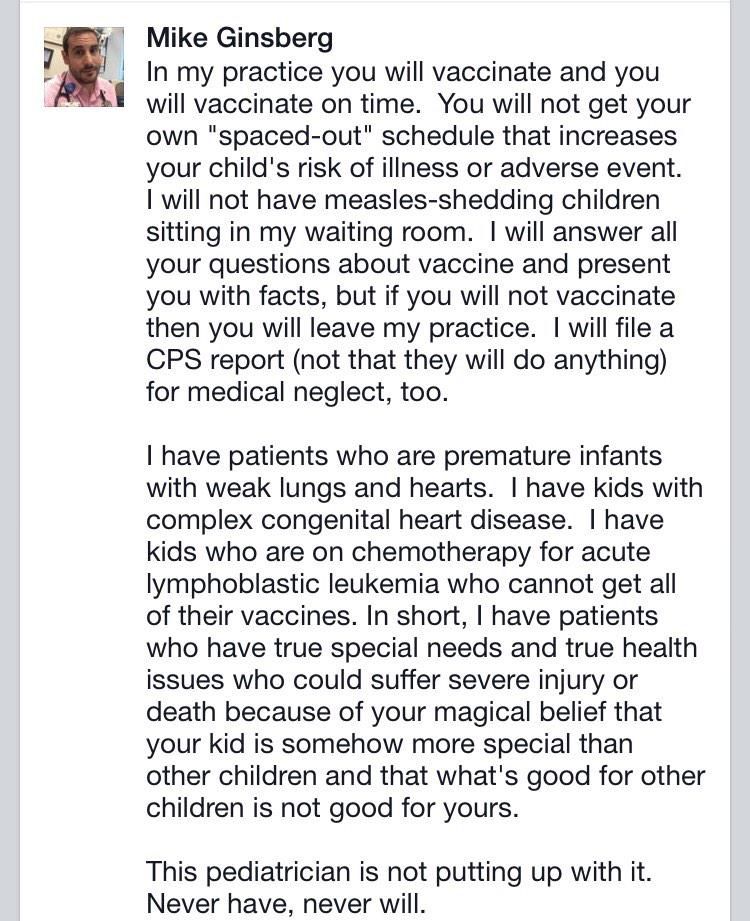 Mike Ginsberg
In my practice you will vaccinate and you
will vaccinate on time.  You will not get your
own "spaced-out" schedule that increases
your child's risk of illness or adverse event.
I will not have measles-shedding children
sitting in my waiting room.  I will answer all
your questions about vaccine and present
you with facts, but if you will not vaccinate
then you will leave my practice.  I will file a
CPS report (not that they will do anything)
for medical neglect, too.
I have patients who are premature infants
with weak lungs and hearts.  I have kids with
complex congenital heart disease.  I have
kids who are on chemotherapy for acute
lymphoblastic leukemia who cannot get all
of their vaccines. In short, I have patients
who have true special needs and true health
issues who could suffer severe injury or
death because of your magical belief that
your kid is somehow more special than
other children and that what's good for other
children is not good for yours.
This pediatrician is not putting up with it.
Never have, never will.